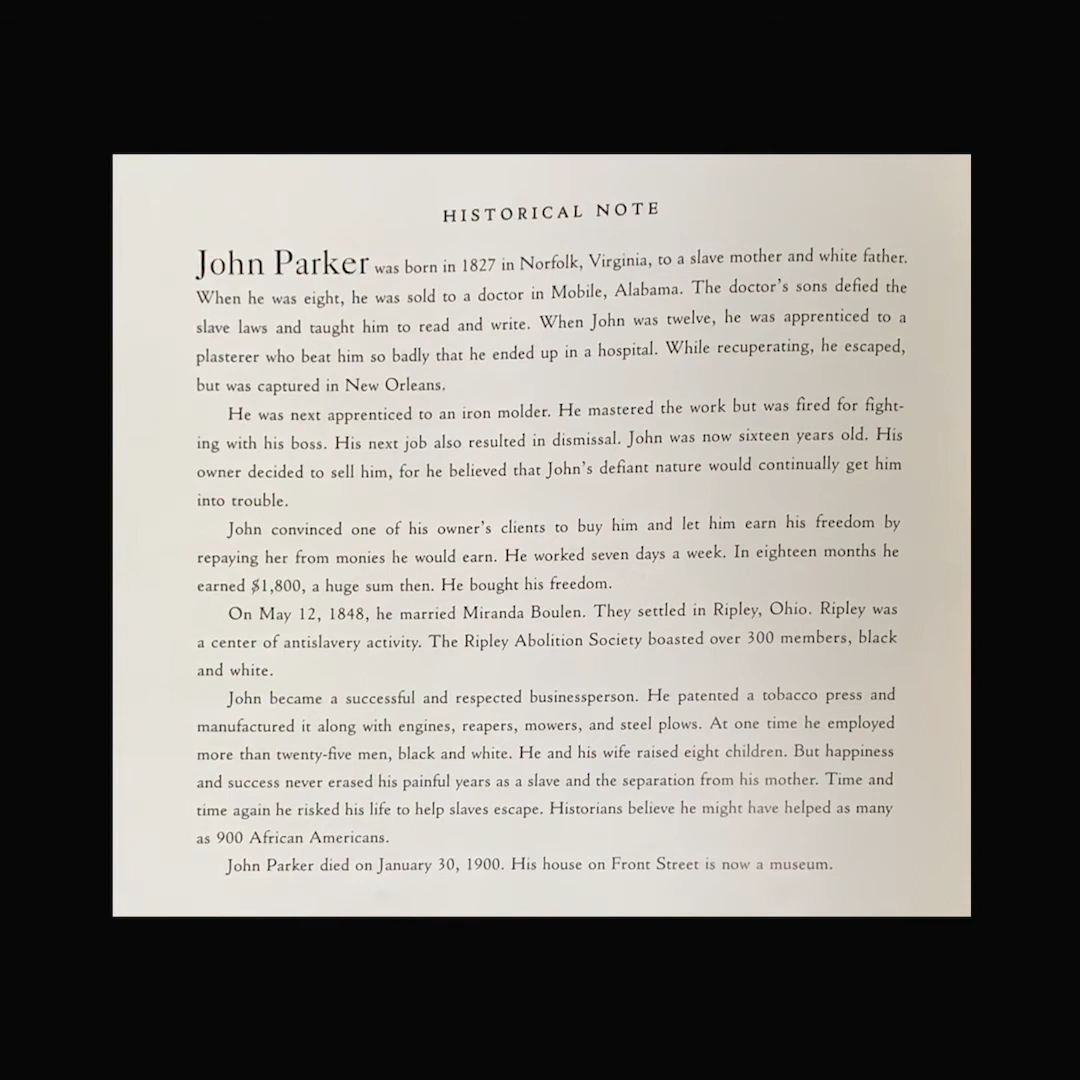 HISTORICAL NOTE
John Parker was born in 1827 in Norfolk, Virginia, to a slave mother and white father.
When he was eight, he was sold to a doctor in Mobile, Alabama. The doctor's sons defied the
slave laws and taught him to read and write. When John was twelve, he was apprenticed to a
plasterer who beat him so badly that he ended up in a hospital. While recuperating, he escaped,
but was captured in New Orleans.
He was next apprenticed to an iron molder. He mastered the work but was fired for fight-
ing with his boss. His next job also resulted in dismissal. John was now sixteen years old. His
owner decided to sell him, for he believed that John's defiant nature would continually get him
into trouble.
John convinced one of his owner's clients to buy him and let him earn his freedom by
repaying her from monies he would earn. He worked seven days a week. In eighteen months he
earned $1,800, a huge sum then. He bought his freedom.
On May 12, 1848, he married Miranda Boulen. They settled in Ripley, Ohio. Ripley was
a center of antislavery activity. The Ripley Abolition Society boasted over 300 members, black
and white.
John became a successful and respected businessperson. He patented a tobacco press and
manufactured it along with engines, reapers, mowers, and steel plows. At one time he employed
more than twenty-five men, black and white. He and his wife raised eight children. But happiness
and success never erased his painful years as a slave and the separation from his mother. Time and
time again he risked his life to help slaves escape. Historians believe he might have helped as many
as 900 African Americans.
John Parker died on January 30, 1900. His house on Front Street is now a museum.